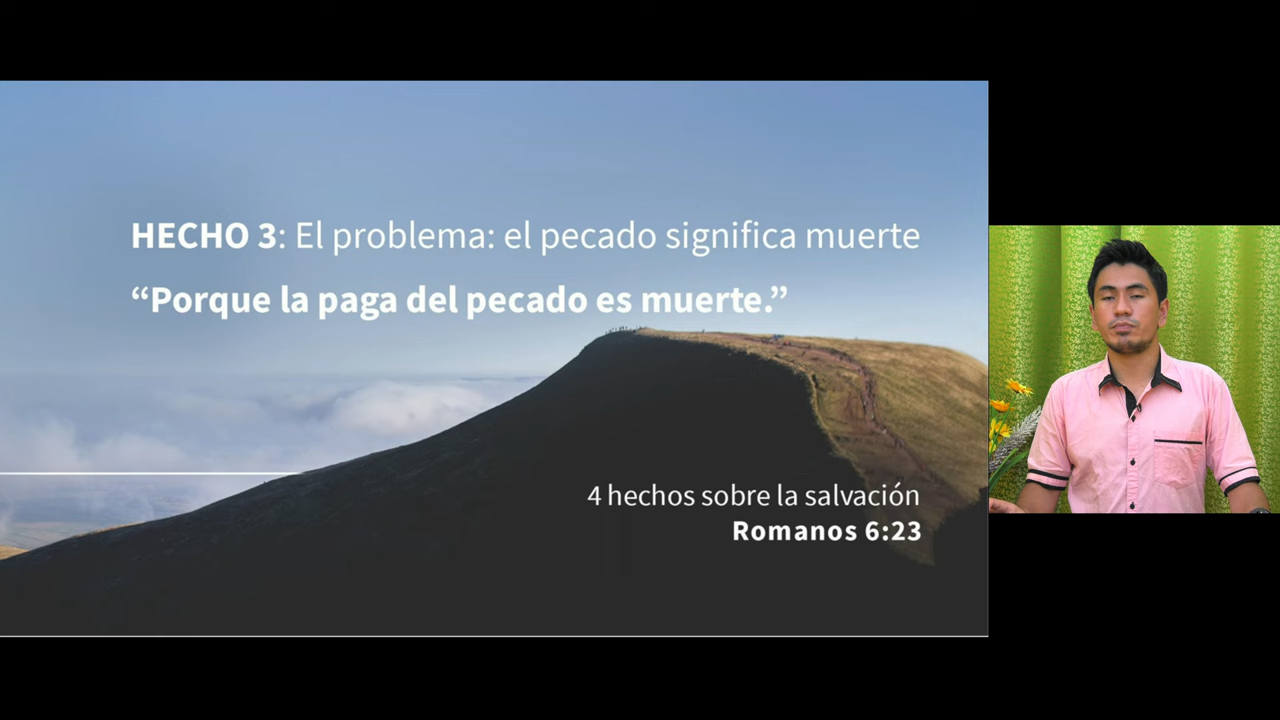 HECHO 3: El problema: el pecado significa muerte
“Porque la paga del pecado es muerte.”
4 hechos sobre la salvación
Romanos 6:23